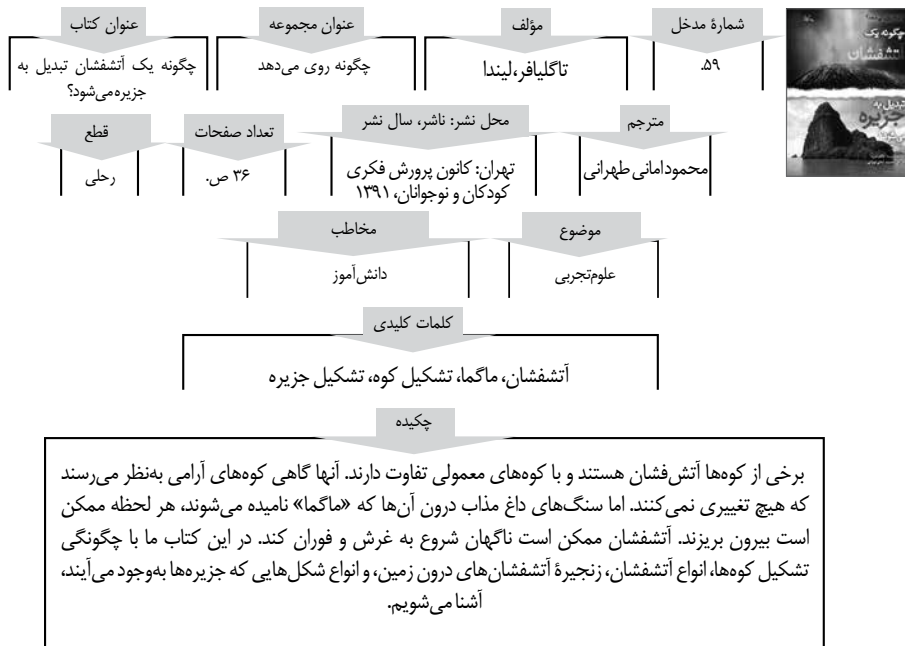 شمارهٔ مدخل
۵۹.
مؤلف
تاگلیافر، لیندا
عنوان مجموعه
چگونه روی می‌دهد
عنوان کتاب
چگونه یک آتشفشان تبدیل به
جزیره‌می‌شود؟
مترجم
محمودامانی‌طهرانی
محل نشر: ناشر، سال نشر
تهران: کانون پرورش فکری
کودکان و نوجوانان، ۱۳۹۱
تعداد صفحات
۳۶ ص.
قطع
رحلی
موضوع
علوم‌تجربی
مخاطب
دانش‌آموز
کلمات کلیدی
آتشفشان، ماگما، تشکیل کوه، تشکیل جزیره
چکیده
برخی از کوه‌ها آتش‌فشان هستند و با کوه‌های معمولی تفاوت دارند. آنها گاهی کوه‌های آرامی به‌نظر می‌رسند
که هیچ تغییری نمی‌کنند. اما سنگ‌های داغ مذاب درون آن‌ها که «ماگما» نامیده می‌شوند، هر لحظه ممکن
است بیرون بریزند. آتشفشان ممکن است ناگهان شروع به غرش و فوران کند. در این کتاب ما با چگونگی
تشکیل کوه‌ها، انواع آتشفشان، زنجیرهٔ آتشفشان‌های درون زمین، و انواع شکل‌هایی که جزیره‌ها به‌وجود می‌آیند،
آشنا می‌شویم.
چگونه یک
آتشفشان
تبدیل به
جزیره